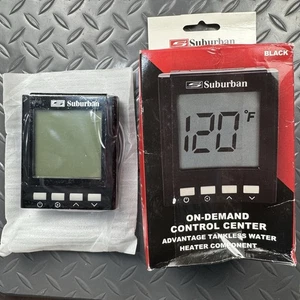 Suburban
Suburban
BLACK
Suburban
120°F
ON-DEMAND
CONTROL CENTER
ADVANTAGE TANKLESS WATER
HEATER COMPONENT